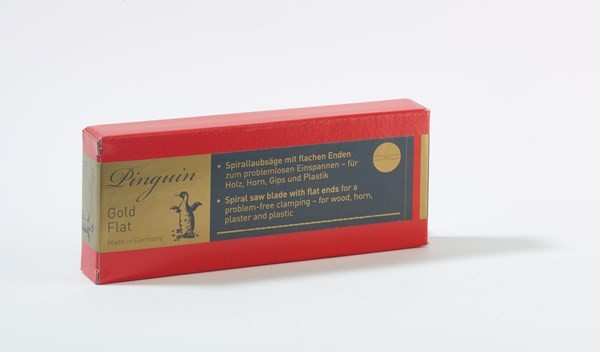 Pinguin
Gold
Flat
Made in Germany
• Spirallaubsäge mit flachen Enden
zum problemlosen Einspannen – für
Holz, Horn, Gips und Plastik
• Spiral saw blade with flat ends for a
problem-free clamping – for wood, horn,
plaster and plastic